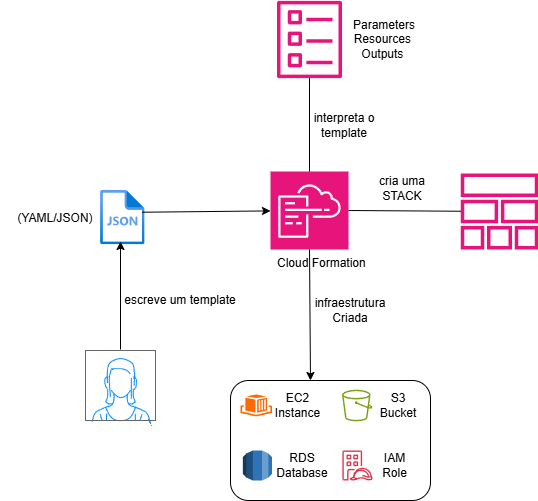 Parameters
Resources
Outputs
interpreta o
template
cria uma
STACK
(YAML/JSON)
JSON
Cloud Formation
escreve um template
infraestrutura
Criada
EC2
Instance
S3
Bucket
RDS
Database
IAM
Role